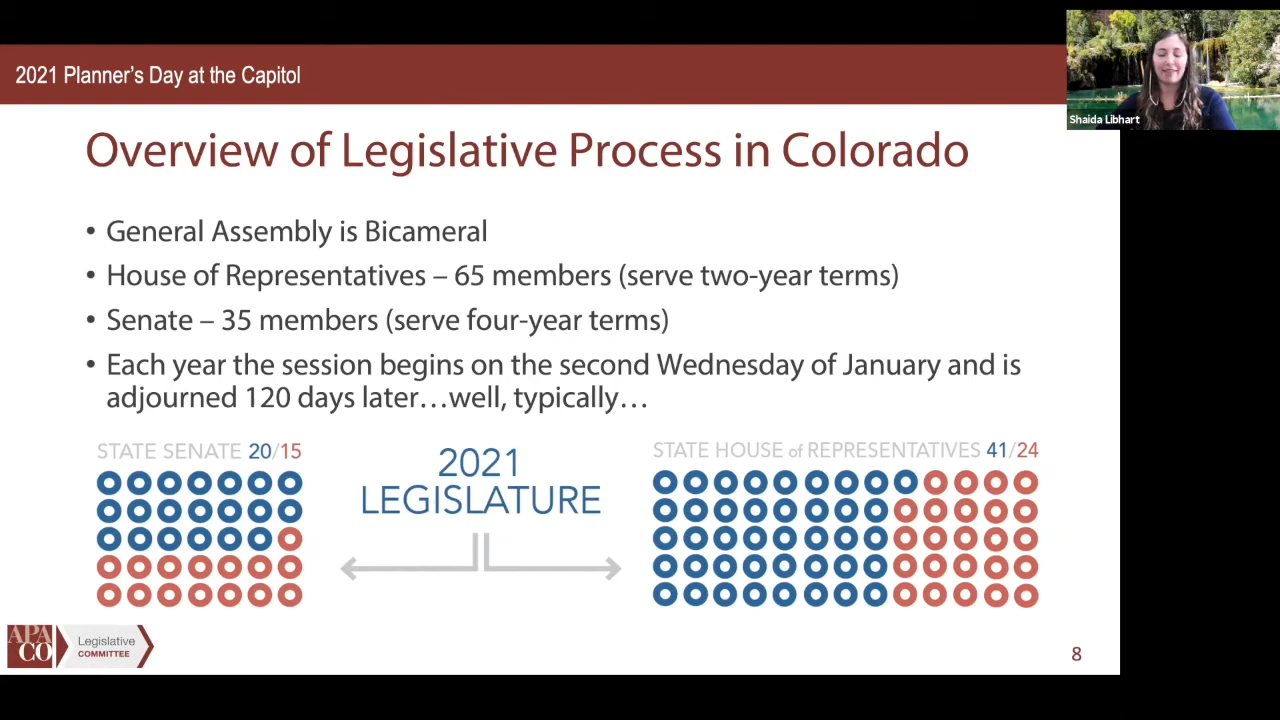 2021 Planner's Day at the Capitol
Shaida Libhart
Overview of Legislative Process in Colorado
• General Assembly is Bicameral
• House of Representatives – 65 members (serve two-year terms)
• Senate – 35 members (serve four-year terms)
• Each year the session begins on the second Wednesday of January and is
adjourned 120 days later…well, typically…
STATE SENATE 20/15
2021
LEGISLATURE
STATE HOUSE of REPRESENTATIVES 41/24
APA
CO
Legislative
COMMITTEE
8